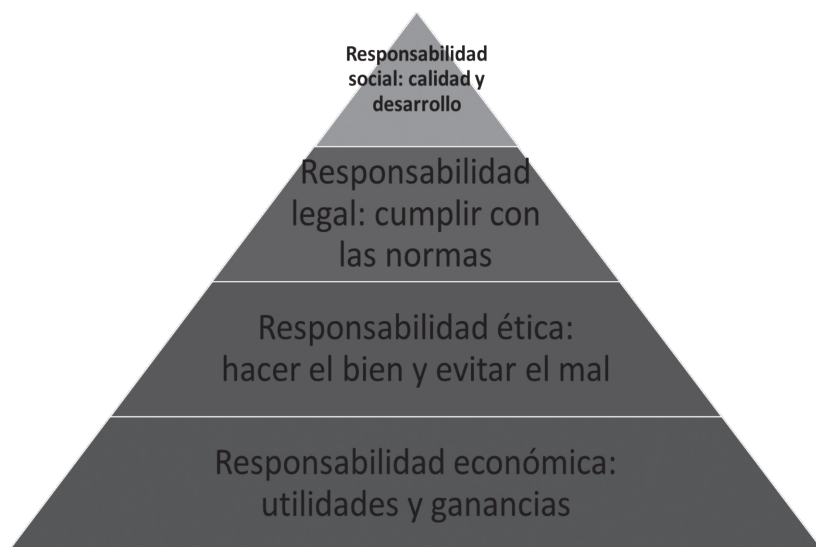 Responsabilidad
social: calidad y
desarrollo
Responsabilidad
legal: cumplir con
las normas
Responsabilidad ética:
hacer el bien y evitar el mal
Responsabilidad económica:
utilidades y ganancias